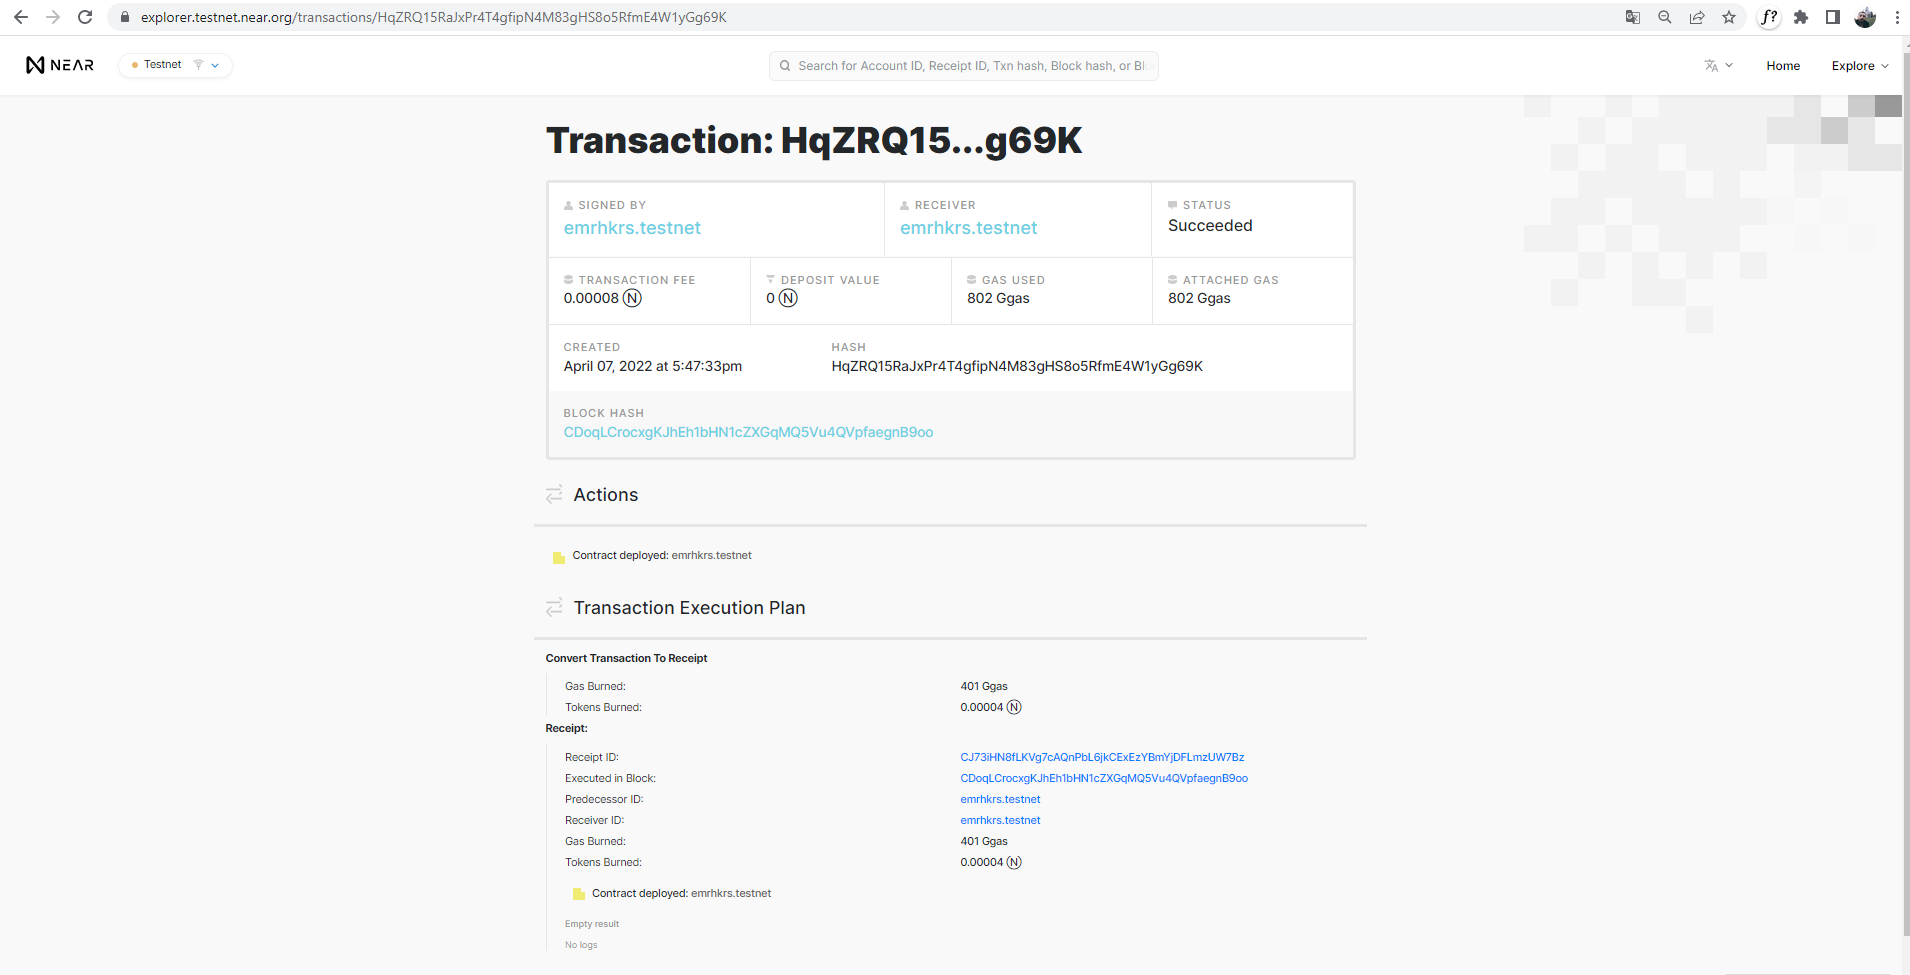 explorer.testnet.near.org/transactions/HqZRQ15RaJxPr4T4gfipN4M83gHS8o5RfmE4W1yGg69K
f?
NEAR
Testnet
Search for Account ID, Receipt ID, Txn hash, Block hash, or Blo
Home
Explore
Transaction: HqZRQ15...g69K
SIGNED BY
emrhkrs.testnet
RECEIVER
emrhkrs.testnet
STATUS
Succeeded
TRANSACTION FEE
0.00008 Ⓝ
DEPOSIT VALUE
0 Ⓝ
GAS USED
802 Ggas
ATTACHED GAS
802 Ggas
CREATED
April 07, 2022 at 5:47:33pm
HASH
HqZRQ15RaJxPr4T4gfipN4M83gHS8o5RfmE4W1yGg69K
BLOCK HASH
CDoqLCrocxgKJhEh1bHN1cZXGqMQ5Vu4QVpfaegnB9oo
Actions
Contract deployed: emrhkrs.testnet
Transaction Execution Plan
Convert Transaction To Receipt
Gas Burned: 401 Ggas
Tokens Burned: 0.00004 Ⓝ
Receipt:
Receipt ID: CJ73iHN8fLKVg7cAQnPbL6jkCExEzYBmYjDFLmzUW7Bz
Executed in Block: CDoqLCrocxgKJhEh1bHN1cZXGqMQ5Vu4QVpfaegnB9oo
Predecessor ID: emrhkrs.testnet
Receiver ID: emrhkrs.testnet
Gas Burned: 401 Ggas
Tokens Burned: 0.00004 Ⓝ
Contract deployed: emrhkrs.testnet
Empty result
No logs